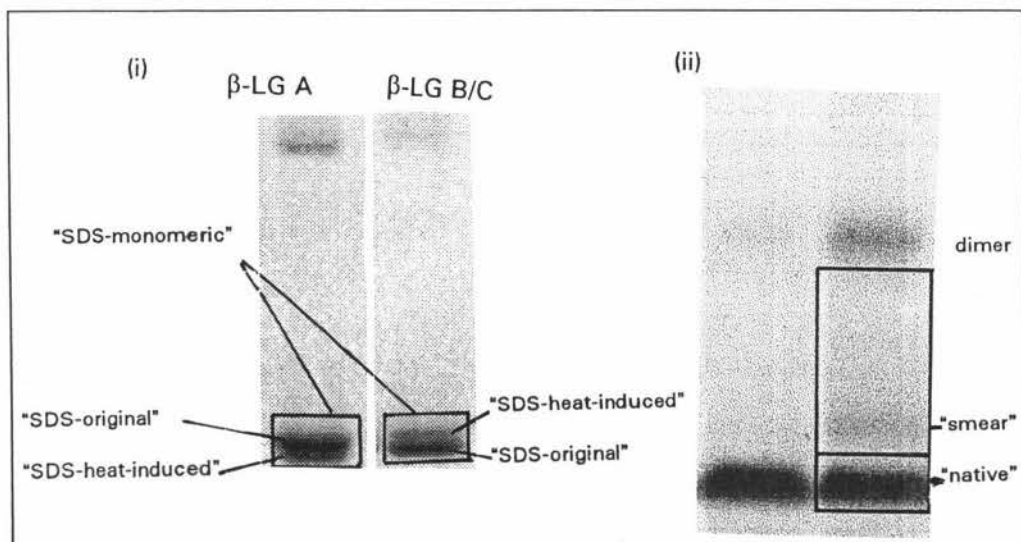 (i)
β-LG A
β-LG B/C
"SDS-monomeric"
"SDS-original"
"SDS-heat-induced"
"SDS-heat-induced"
"SDS-original"
(ii)
dimer
"smear"
"native"